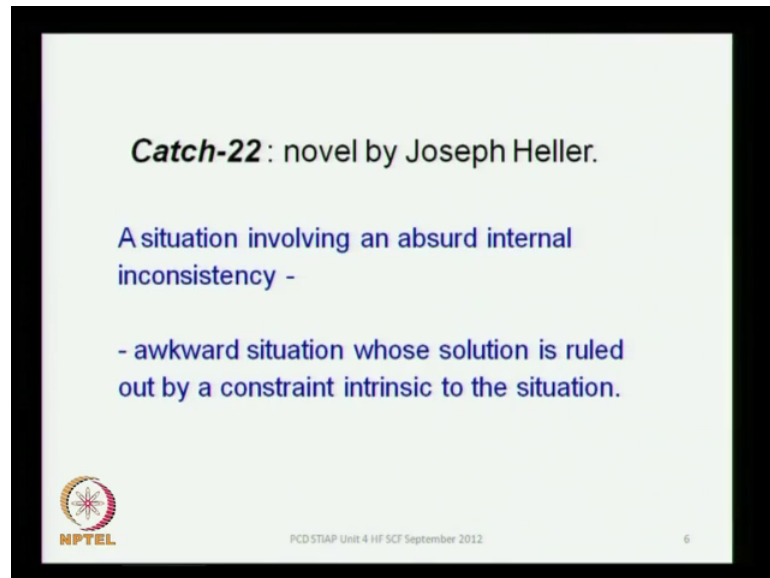 Catch-22 : novel by Joseph Heller.
A situation involving an absurd internal
inconsistency -
- awkward situation whose solution is ruled
out by a constraint intrinsic to the situation.
NPTEL
PCD STIAP Unit 4 HF SCF September 2012
6